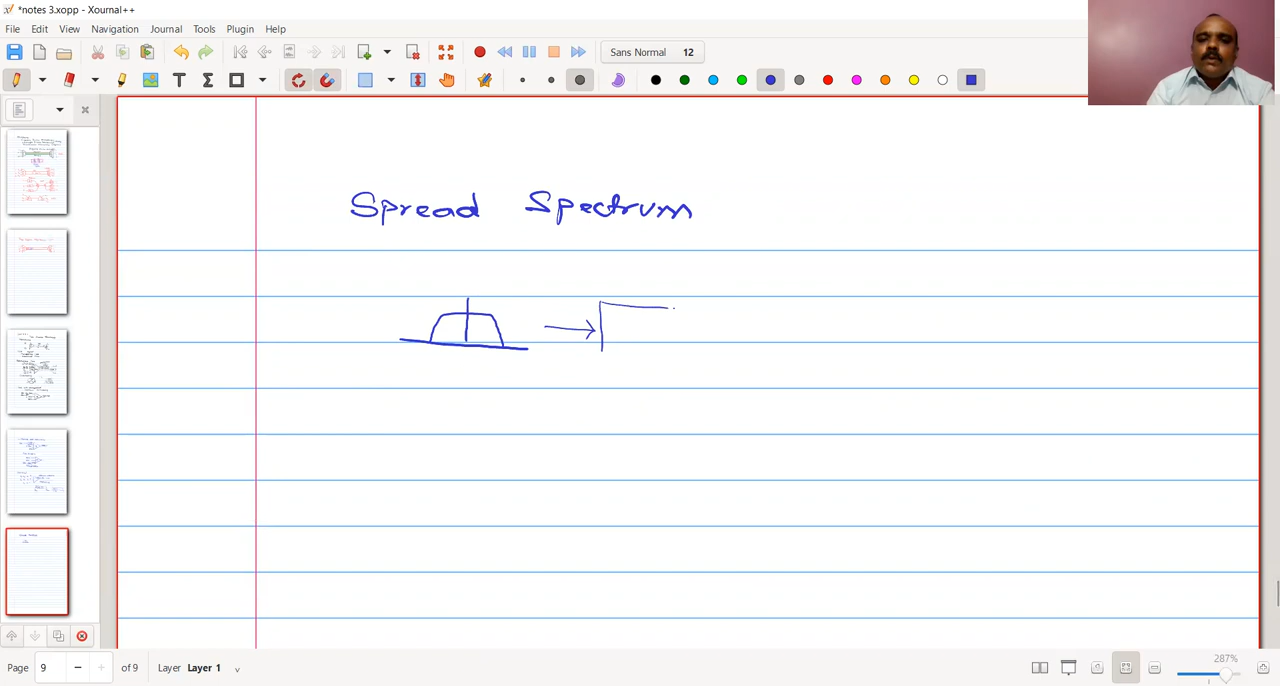 *notes 3.xopp - Xournal++
File Edit View Navigation Journal Tools Plugin Help
Sans Normal 12
Spread Spectrum
Page 9 of 9 Layer Layer 1
287%